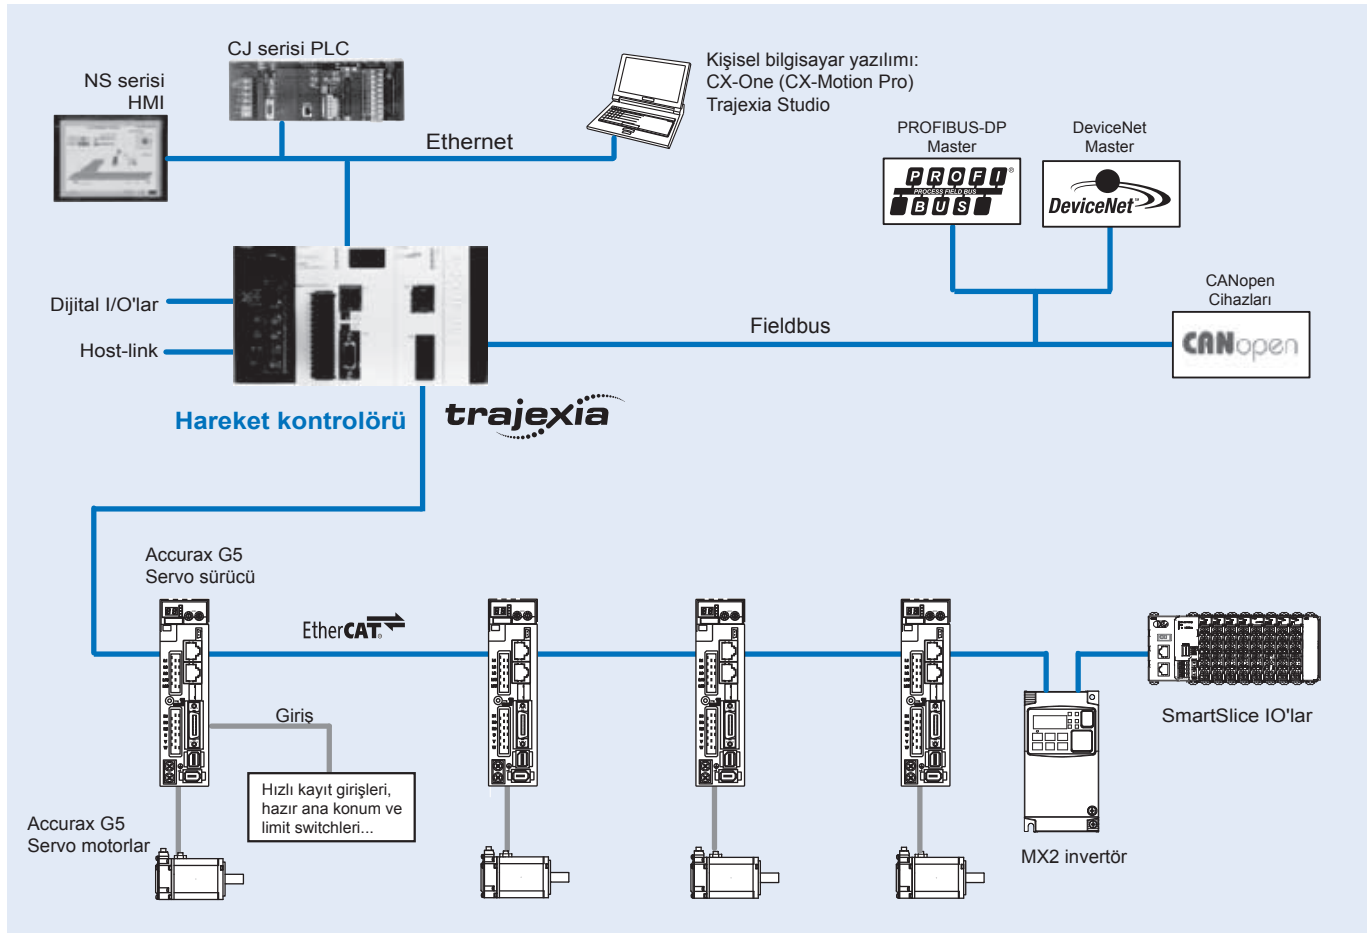 CJ serisi PLC
NS serisi
HMI
Kişisel bilgisayar yazılımı:
CX-One (CX-Motion Pro)
Trajexia Studio
Ethernet
PROFIBUS-DP
Master
DeviceNet
Master
PROFI®
PROCESS FIELD BUS
BUS
DeviceNet™
CANopen
Cihazları
CANopen
Dijital I/O'lar
Host-link
Fieldbus
Hareket kontrolörü
trajexia
Accurax G5
Servo sürücü
EtherCAT®
Giriş
Hızlı kayıt girişleri,
hazır ana konum ve
limit switchleri...
SmartSlice IO'lar
Accurax G5
Servo motorlar
MX2 invertör